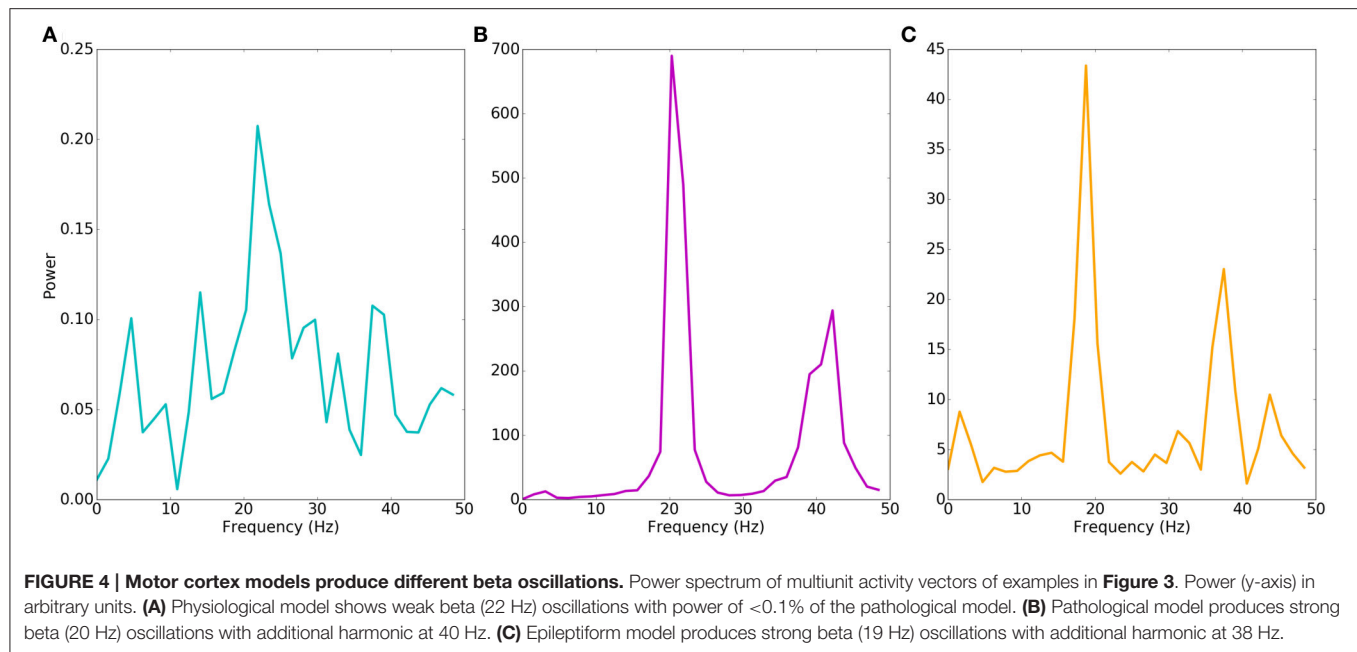 A
0.25
0.20
0.15
0.10
0.05
0.00
Power
0 10 20 30 40 50
Frequency (Hz)
B
700
600
500
400
300
200
100
0
0 10 20 30 40 50
Frequency (Hz)
C
45
40
35
30
25
20
15
10
5
0
0 10 20 30 40 50
Frequency (Hz)
FIGURE 4 | Motor cortex models produce different beta oscillations. Power spectrum of multiunit activity vectors of examples in Figure 3. Power (y-axis) in
arbitrary units. (A) Physiological model shows weak beta (22 Hz) oscillations with power of <0.1% of the pathological model. (B) Pathological model produces strong
beta (20 Hz) oscillations with additional harmonic at 40 Hz. (C) Epileptiform model produces strong beta (19 Hz) oscillations with additional harmonic at 38 Hz.